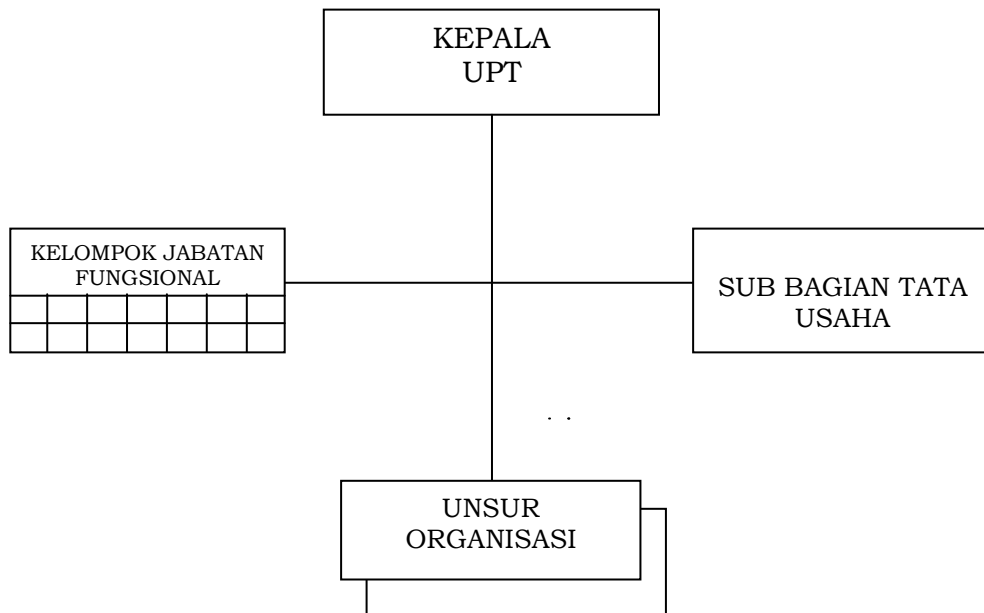 KEPALA
UPT
KELOMPOK JABATAN
FUNGSIONAL
SUB BAGIAN TATA
USAHA
. .
UNSUR
ORGANISASI